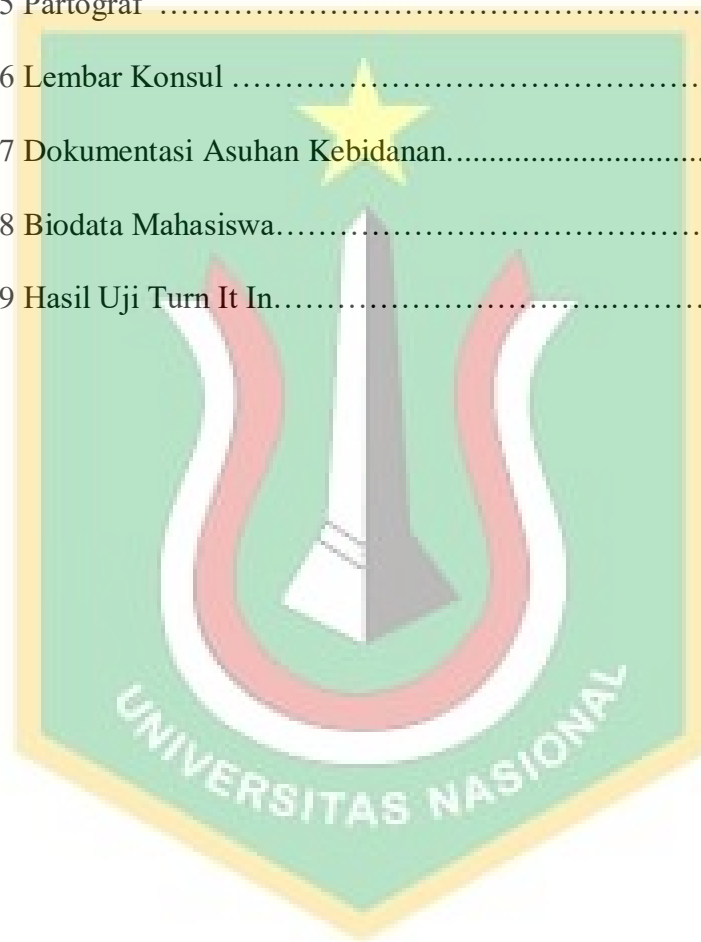 5 Partograf ……………………………………………
6 Lembar Konsul ……………………………………………
7 Dokumentasi Asuhan Kebidanan...............................
8 Biodata Mahasiswa……………………………………………
9 Hasil Uji Turn It In…………………………..…………
UNIVERSITAS NASIONAL